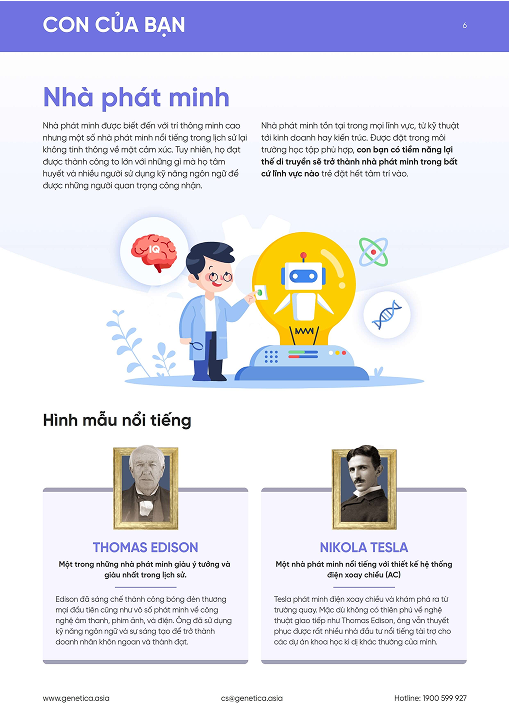 CON CỦA BẠN
6
Nhà phát minh
Nhà phát minh được biết đến với trí thông minh cao
nhưng một số nhà phát minh nổi tiếng trong lịch sử lại
không tinh thông về mặt cảm xúc. Tuy nhiên, họ đạt
được thành công to lớn với những gì mà họ tâm
huyết và nhiều người sử dụng kỹ năng ngôn ngữ để
được những người quan trọng công nhận.
Nhà phát minh tồn tại trong mọi lĩnh vực, từ kỹ thuật
tới kinh doanh hay kiến trúc. Được đặt trong môi
trường học tập phù hợp, con bạn có tiềm năng lợi
thế di truyền sẽ trở thành nhà phát minh trong bất
cứ lĩnh vực nào trẻ đặt hết tâm trí vào.
IQ
Hình mẫu nổi tiếng
THOMAS EDISON
Một trong những nhà phát minh giàu ý tưởng và
giàu nhất trong lịch sử.
Edison đã sáng chế thành công bóng đèn thương
mại đầu tiên cũng như vô số phát minh về công
nghệ âm thanh, phim ảnh, và điện. Ông đã sử dụng
kỹ năng ngôn ngữ và sự sáng tạo để trở thành
doanh nhân khôn ngoan và thành đạt.
NIKOLA TESLA
Một nhà phát minh nổi tiếng với thiết kế hệ thống
điện xoay chiều (AC)
Tesla phát minh điện xoay chiều và khám phá ra từ
trường quay. Mặc dù không có thiên phú về nghệ
thuật giao tiếp như Thomas Edison, ông vẫn thuyết
phục được rất nhiều nhà đầu tư nổi tiếng tài trợ cho
các dự án khoa học kì dị khác thường của mình.
www.genetica.asia
cs@genetica.asia
Hotline: 1900 599 927